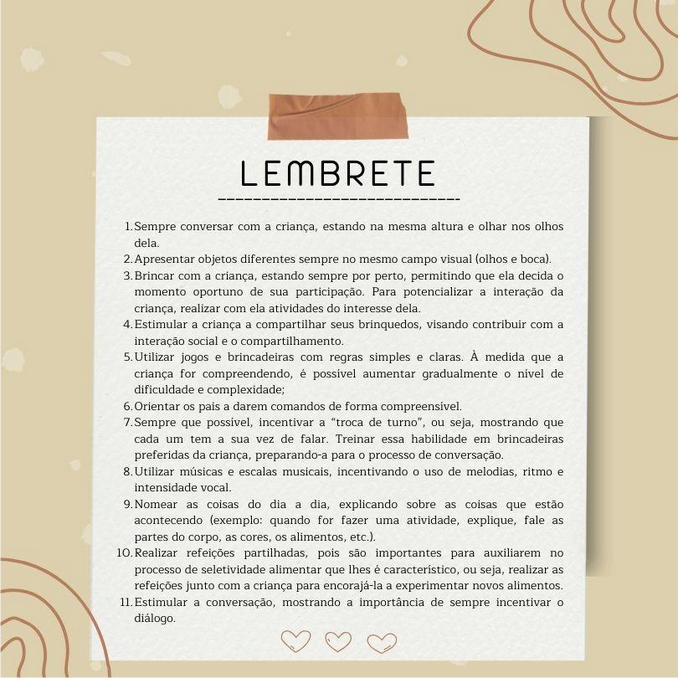 LEMBRETE
1. Sempre conversar com a criança, estando na mesma altura e olhar nos olhos
dela.
2. Apresentar objetos diferentes sempre no mesmo campo visual (olhos e boca).
3. Brincar com a criança, estando sempre por perto, permitindo que ela decida o
momento oportuno de sua participação. Para potencializar a interação da
criança, realizar com ela atividades do interesse dela.
4. Estimular a criança a compartilhar seus brinquedos, visando contribuir com a
interação social e o compartilhamento.
5. Utilizar jogos e brincadeiras com regras simples e claras. À medida que a
criança for compreendendo, é possível aumentar gradualmente o nível de
dificuldade e complexidade;
6. Orientar os pais a darem comandos de forma compreensível.
7. Sempre que possível, incentivar a “troca de turno”, ou seja, mostrando que
cada um tem a sua vez de falar. Treinar essa habilidade em brincadeiras
preferidas da criança, preparando-a para o processo de conversação.
8. Utilizar músicas e escalas musicais, incentivando o uso de melodias, ritmo e
intensidade vocal.
9. Nomear as coisas do dia a dia, explicando sobre as coisas que estão
acontecendo (exemplo: quando for fazer uma atividade, explique, fale as
partes do corpo, as cores, os alimentos, etc.).
10. Realizar refeições partilhadas, pois são importantes para auxiliarem no
processo de seletividade alimentar que lhes é característico, ou seja, realizar as
refeições junto com a criança para encorajá-la a experimentar novos alimentos.
11. Estimular a conversação, mostrando a importância de sempre incentivar o
diálogo.